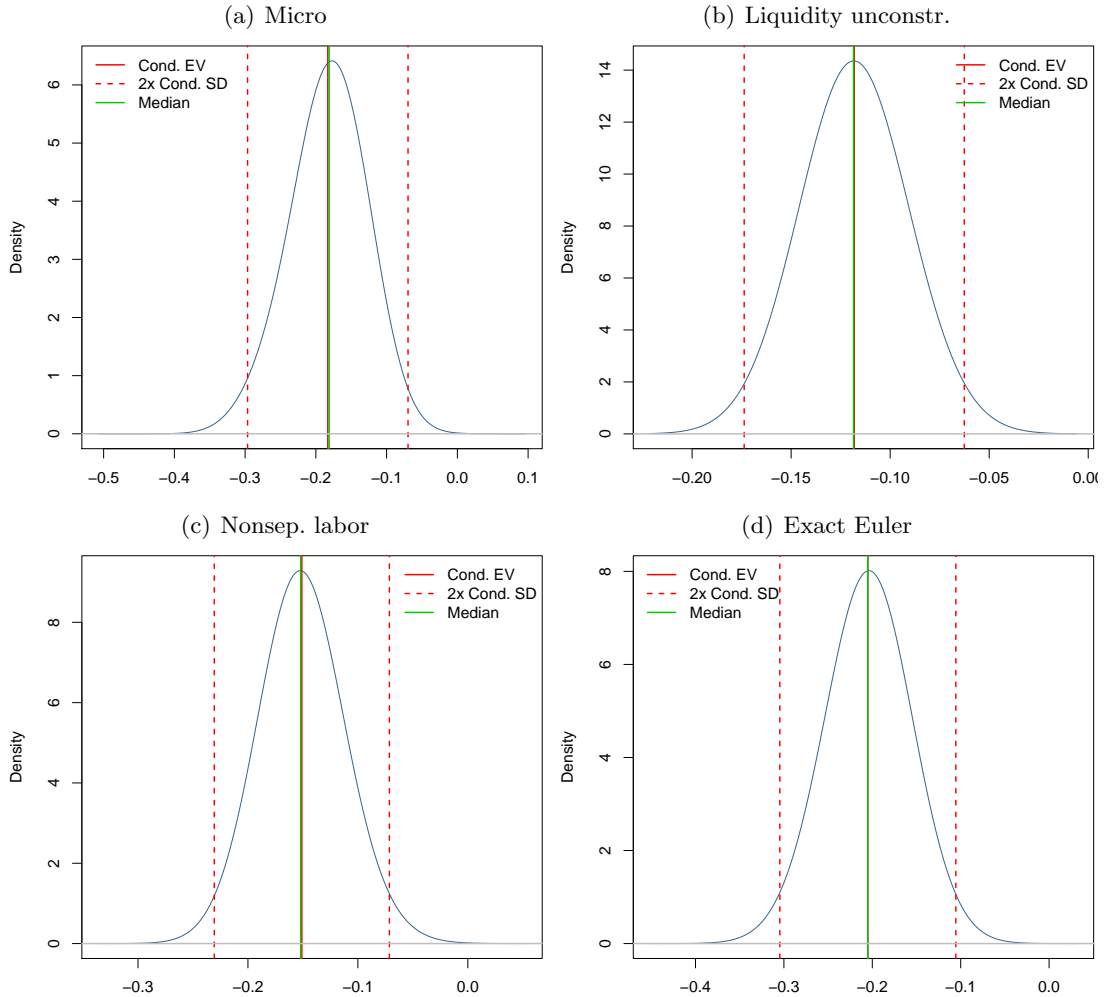 (a) Micro
Cond. EV
2x Cond. SD
Median
Density
0
1
2
3
4
5
6
−0.5
−0.4
−0.3
−0.2
−0.1
0.0
0.1
(b) Liquidity unconstr.
Cond. EV
2x Cond. SD
Median
Density
0
2
4
6
8
10
12
14
−0.20
−0.15
−0.10
−0.05
(c) Nonsep. labor
Cond. EV
2x Cond. SD
Median
Density
0
2
4
6
8
−0.3
−0.2
−0.1
0.0
(d) Exact Euler
Cond. EV
2x Cond. SD
Median
Density
0
2
4
6
8
−0.4
−0.3
−0.2
−0.1
0.0